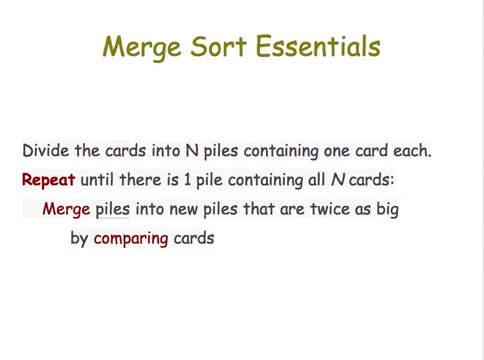 Merge Sort Essentials
Divide the cards into N piles containing one card each.
Repeat until there is 1 pile containing all N cards:
Merge piles into new piles that are twice as big
by comparing cards